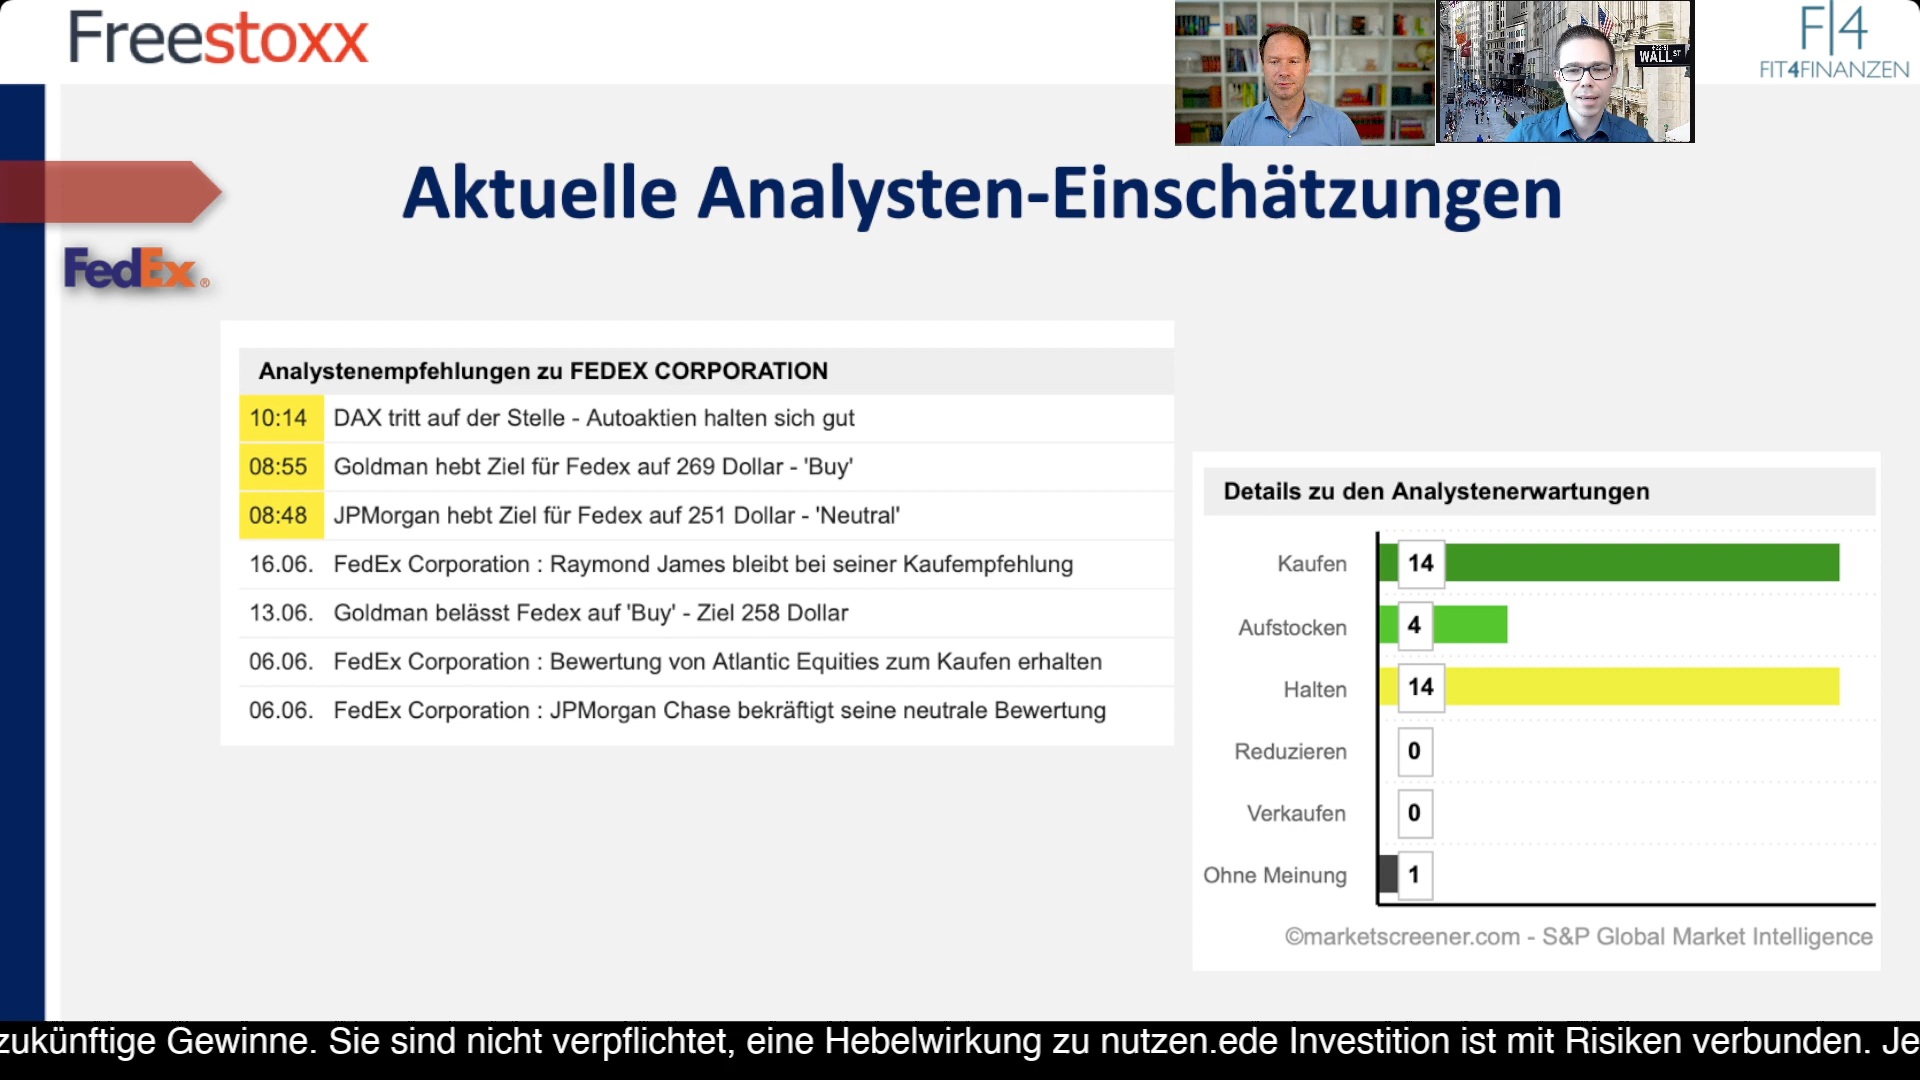 Freestoxx
WALL ST
F|4
FIT4FINANZEN
Aktuelle Analysten-Einschätzungen
FedEx®
Analystenempfehlungen zu FEDEX CORPORATION
10:14 DAX tritt auf der Stelle - Autoaktien halten sich gut
08:55 Goldman hebt Ziel für Fedex auf 269 Dollar - 'Buy'
08:48 JPMorgan hebt Ziel für Fedex auf 251 Dollar - 'Neutral'
16.06. FedEx Corporation : Raymond James bleibt bei seiner Kaufempfehlung
13.06. Goldman belässt Fedex auf 'Buy' - Ziel 258 Dollar
06.06. FedEx Corporation : Bewertung von Atlantic Equities zum Kaufen erhalten
06.06. FedEx Corporation : JPMorgan Chase bekräftigt seine neutrale Bewertung
Details zu den Analystenerwartungen
Kaufen 14
Aufstocken 4
Halten 14
Reduzieren 0
Verkaufen 0
Ohne Meinung 1
©marketscreener.com - S&P Global Market Intelligence
zukünftige Gewinne. Sie sind nicht verpflichtet, eine Hebelwirkung zu nutzen.ede Investition ist mit Risiken verbunden. Je